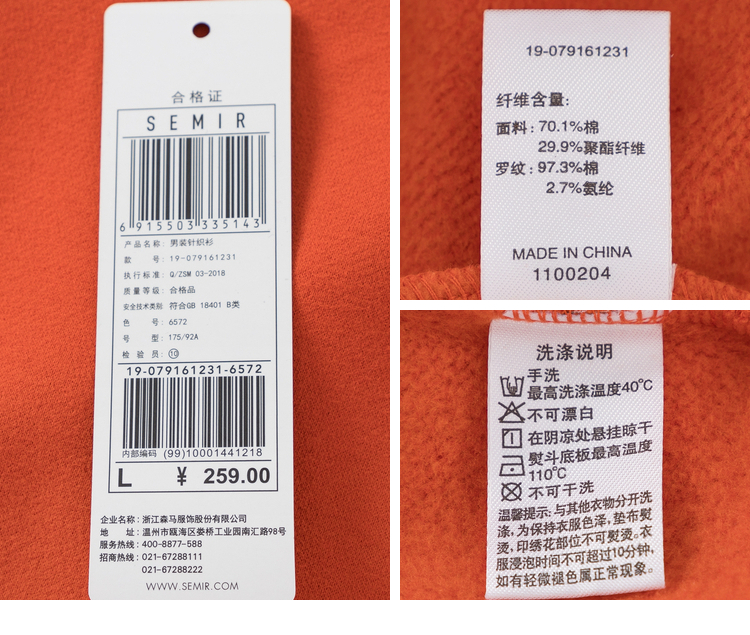 合格证
SEMIR
6 915503 335143
产品名称: 男装针织衫
款 号: 19-079161231
执行标准: Q/ZSM 03-2018
质量等级: 合格品
安全技术类别: 符合GB 18401 B类
色 号: 6572
号 型: 175/92A
检 验 员: ⑩
19-079161231-6572
内部编码 (99)10001441218
L ¥ 259.00
企业名称: 浙江森马服饰股份有限公司
地 址: 温州市瓯海区娄桥工业园南汇路98号
服务热线: 400-8877-588
招商热线: 021-67288111
021-67288222
WWW.SEMIR.COM
19-079161231
纤维含量:
面料: 70.1%棉
29.9%聚酯纤维
罗纹: 97.3%棉
2.7%氨纶
MADE IN CHINA
1100204
洗涤说明
手洗
最高洗涤温度40℃
不可漂白
在阴凉处悬挂晾干
熨斗底板最高温度
110℃
不可干洗
温馨提示: 与其他衣物分开洗
涤, 为保持衣服色泽, 垫布熨
烫, 印绣花部位不可熨烫。衣
服浸泡时间不可超过10分钟,
如有轻微褪色属正常现象。